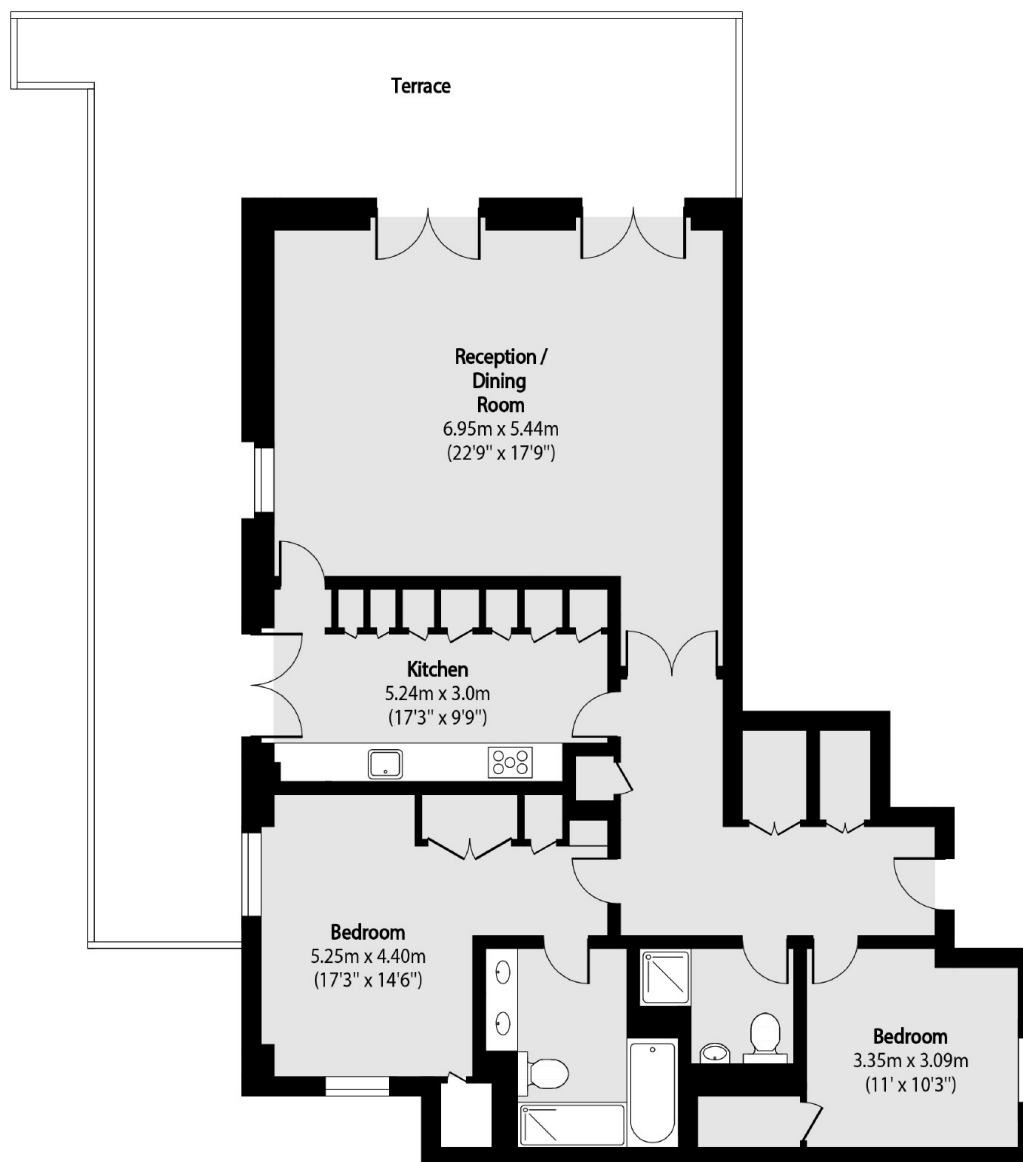 Terrace
Reception /
Dining
Room
6.95m x 5.44m
(22'9" x 17'9")
Kitchen
5.24m x 3.0m
(17'3" x 9'9")
Bedroom
5.25m x 4.40m
(17'3" x 14'6")
Bedroom
3.35m x 3.09m
(11' x 10'3")